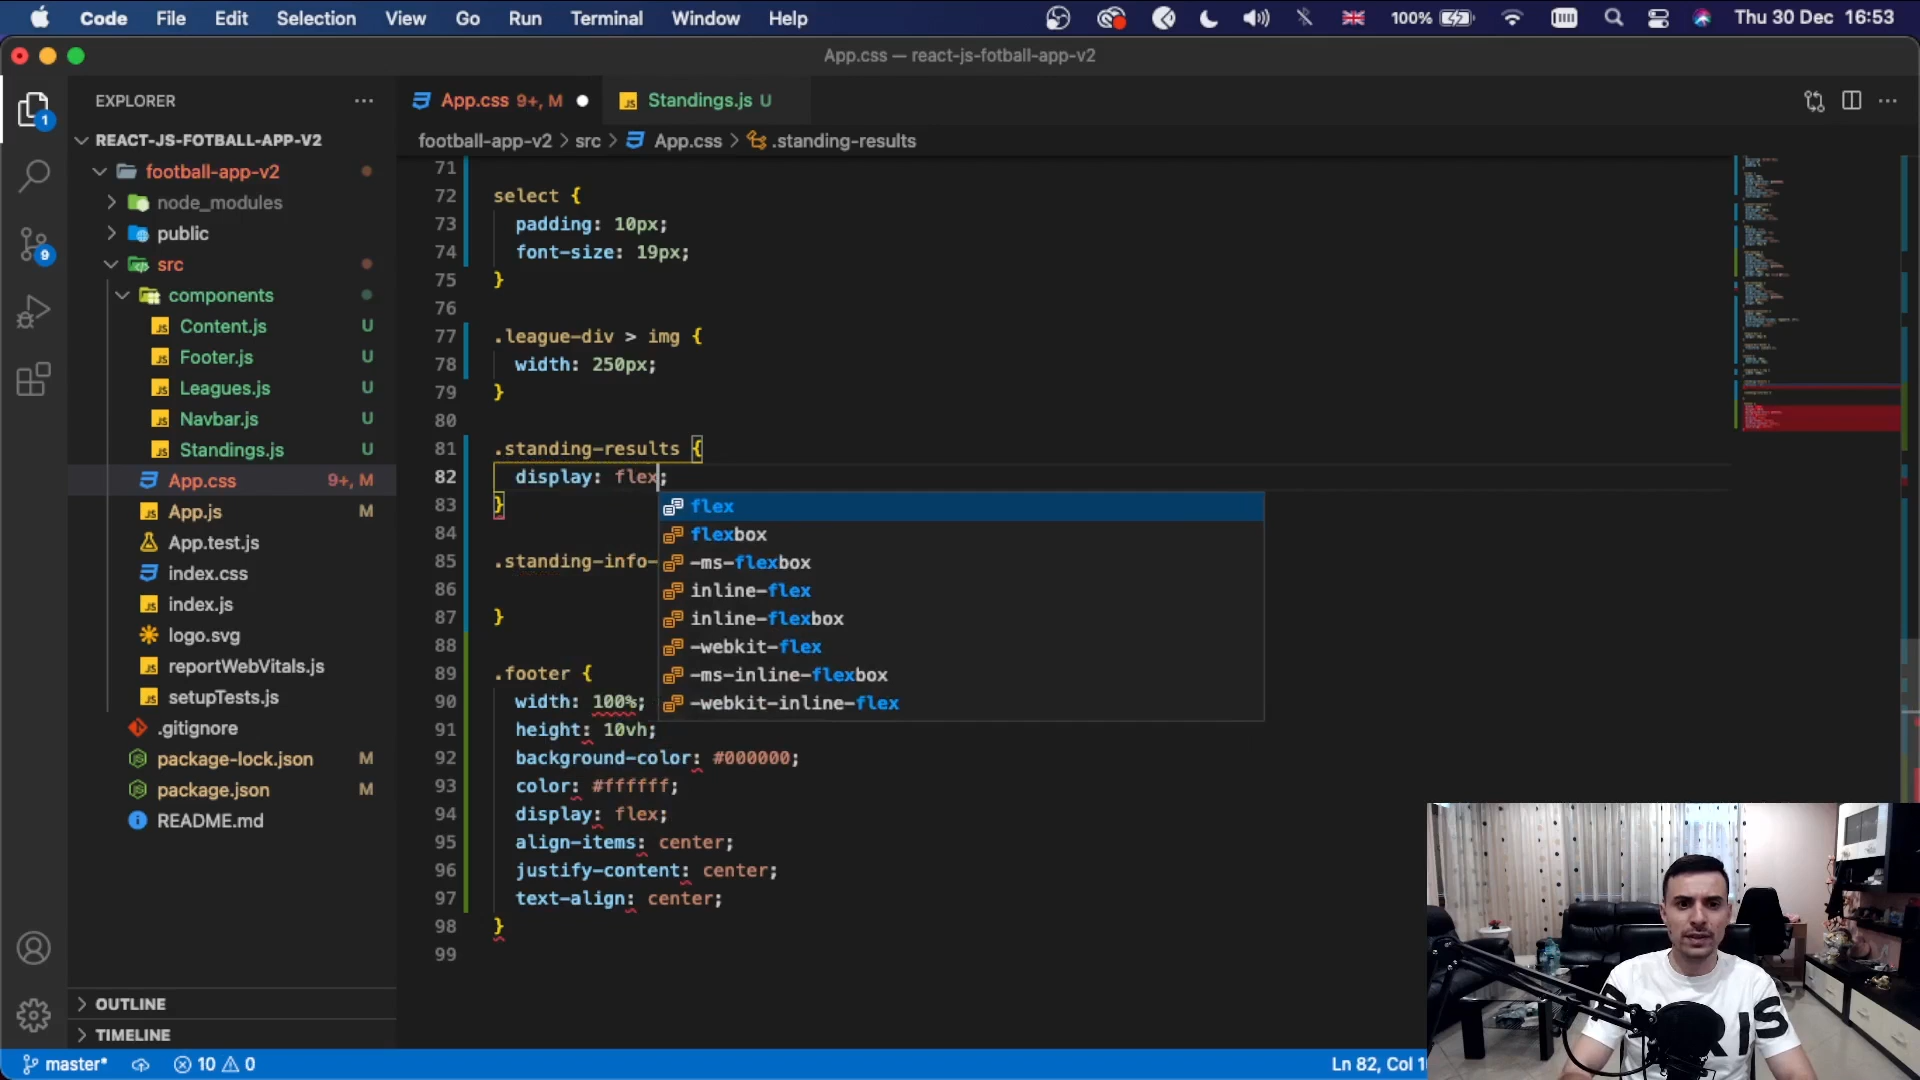 Code File Edit Selection View Go Run Terminal Window Help 100% Thu 30 Dec 16:53
App.css — react-js-fotball-app-v2
EXPLORER
App.css 9+, M
Standings.js U
1
REACT-JS-FOTBALL-APP-V2
football-app-v2 > src > App.css > .standing-results
football-app-v2
node_modules
public
src
9
components
Content.js U
Footer.js U
Leagues.js U
Navbar.js U
Standings.js U
App.css 9+, M
App.js M
App.test.js
index.css
index.js
logo.svg
reportWebVitals.js
setupTests.js
.gitignore
package-lock.json M
package.json M
README.md
OUTLINE
TIMELINE
71
72 select {
73 padding: 10px;
74 font-size: 19px;
75 }
76
77 .league-div > img {
78 width: 250px;
79 }
80
81 .standing-results {
82 display: flex;
83 }
84
85 .standing-info-
86
87 }
88
89 .footer {
90 width: 100%;
91 height: 10vh;
92 background-color: #000000;
93 color: #ffffff;
94 display: flex;
95 align-items: center;
96 justify-content: center;
97 text-align: center;
98 }
99
flex
flexbox
-ms-flexbox
inline-flex
inline-flexbox
-webkit-flex
-ms-inline-flexbox
-webkit-inline-flex
master* 10 0
Ln 82, Col 1